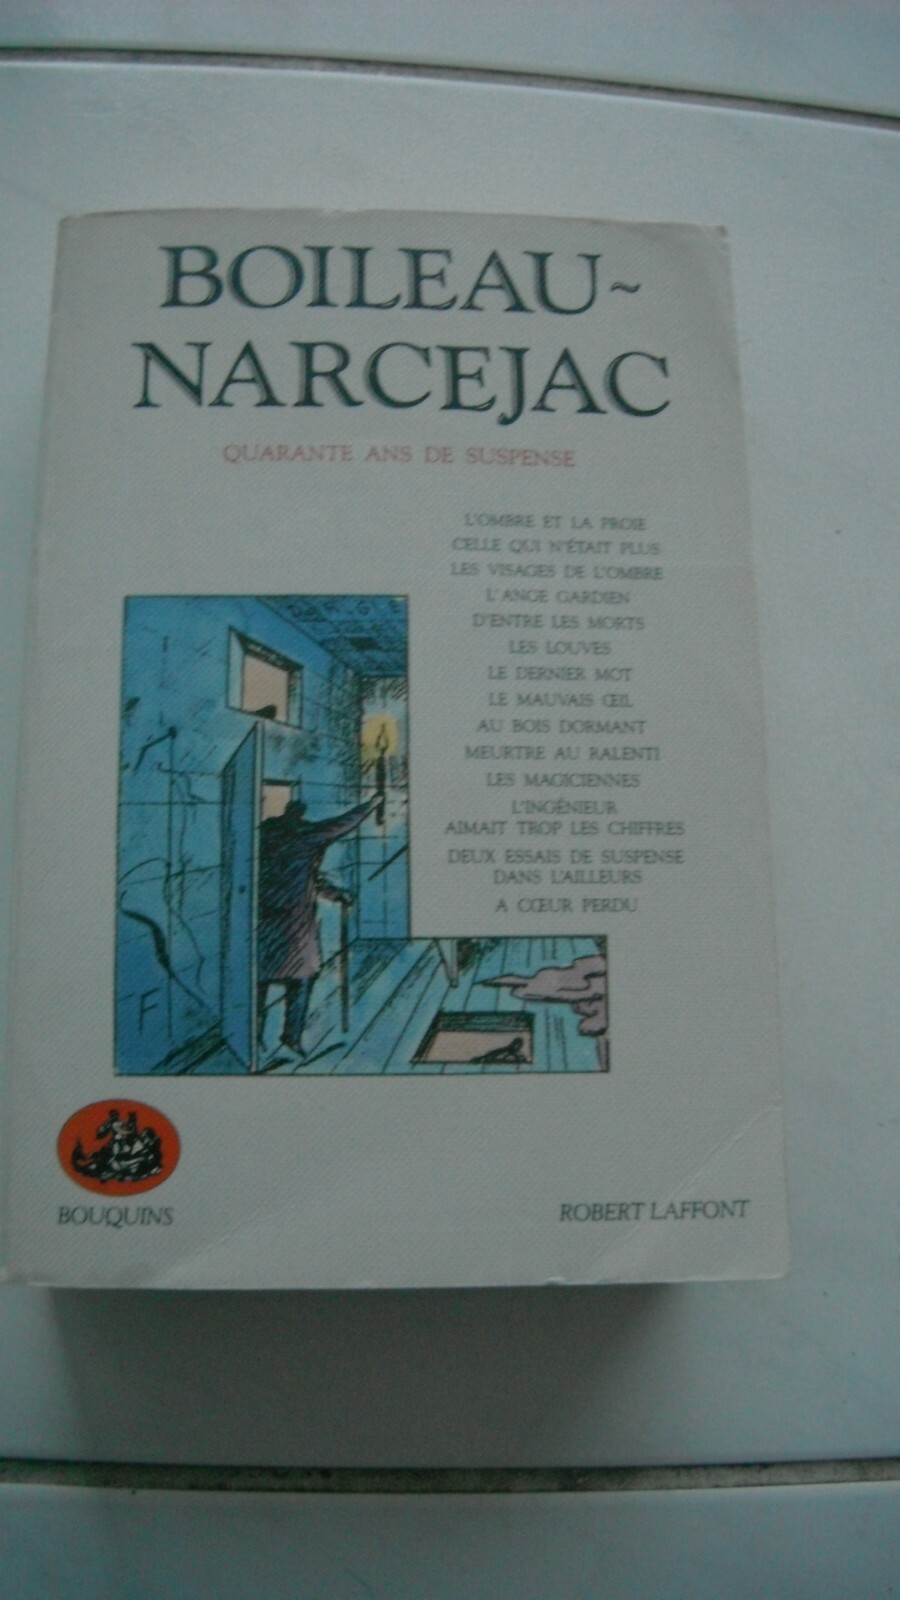 BOILEAU~
NARCEJAC
QUARANTE ANS DE SUSPENSE
L'OMBRE ET LA PROIE
CELLE QUI N'ÉTAIT PLUS
LES VISAGES DE L'OMBRE
L'ANGE GARDIEN
D'ENTRE LES MORTS
LES LOUVES
LE DERNIER MOT
LE MAUVAIS ŒIL
AU BOIS DORMANT
MEURTRE AU RALENTI
LES MAGICIENNES
L'INGÉNIEUR
AIMAIT TROP LES CHIFFRES
DEUX ESSAIS DE SUSPENSE
DANS L'AILLEURS
A CŒUR PERDU
F
BOUQUINS
ROBERT LAFFONT